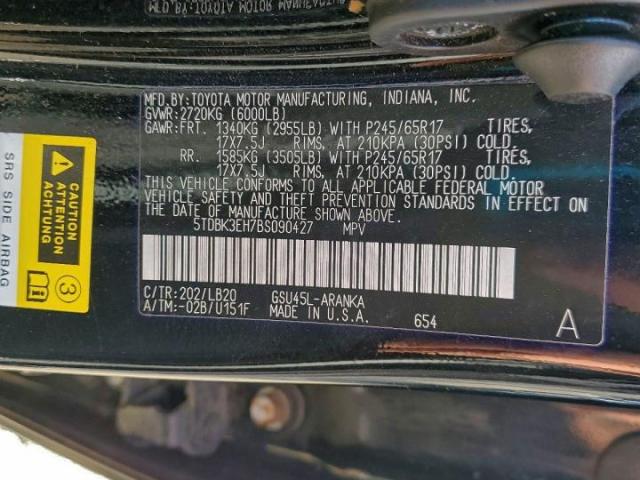 MFD.BY:TOYOTA MOTOR MANUFACTURING, INDIANA, INC.
GVWR:2720KG (6000LB)
GAWR:FRT. 1340KG (2955LB) WITH P245/65R17 TIRES,
17X7.5J RIMS, AT 210KPA (30PSI) COLD.
RR. 1585KG (3505LB) WITH P245/65R17 TIRES,
17X7.5J RIMS, AT 210KPA (30PSI) COLD.
THIS VEHICLE CONFORMS TO ALL APPLICABLE FEDERAL MOTOR
VEHICLE SAFETY AND THEFT PREVENTION STANDARDS IN EFFECT ON
THE DATE OF MANUFACTURE SHOWN ABOVE.
5TDBK3EH7BS090427 MPV
C/TR:202/LB20 GSU45L-ARANKA
A/TM:-02B/U151F MADE IN U.S.A. 654
A
SRS SIDE AIRBAG
CAUTION
ATTENTION
ACHTUNG
3